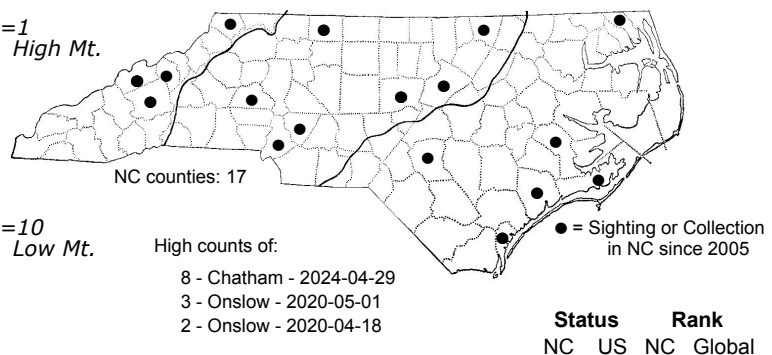 =1
High Mt.
NC counties: 17
=10
Low Mt.
High counts of:
8 - Chatham - 2024-04-29
3 - Onslow - 2020-05-01
2 - Onslow - 2020-04-18
● = Sighting or Collection
in NC since 2005
Status Rank
NC US NC Global